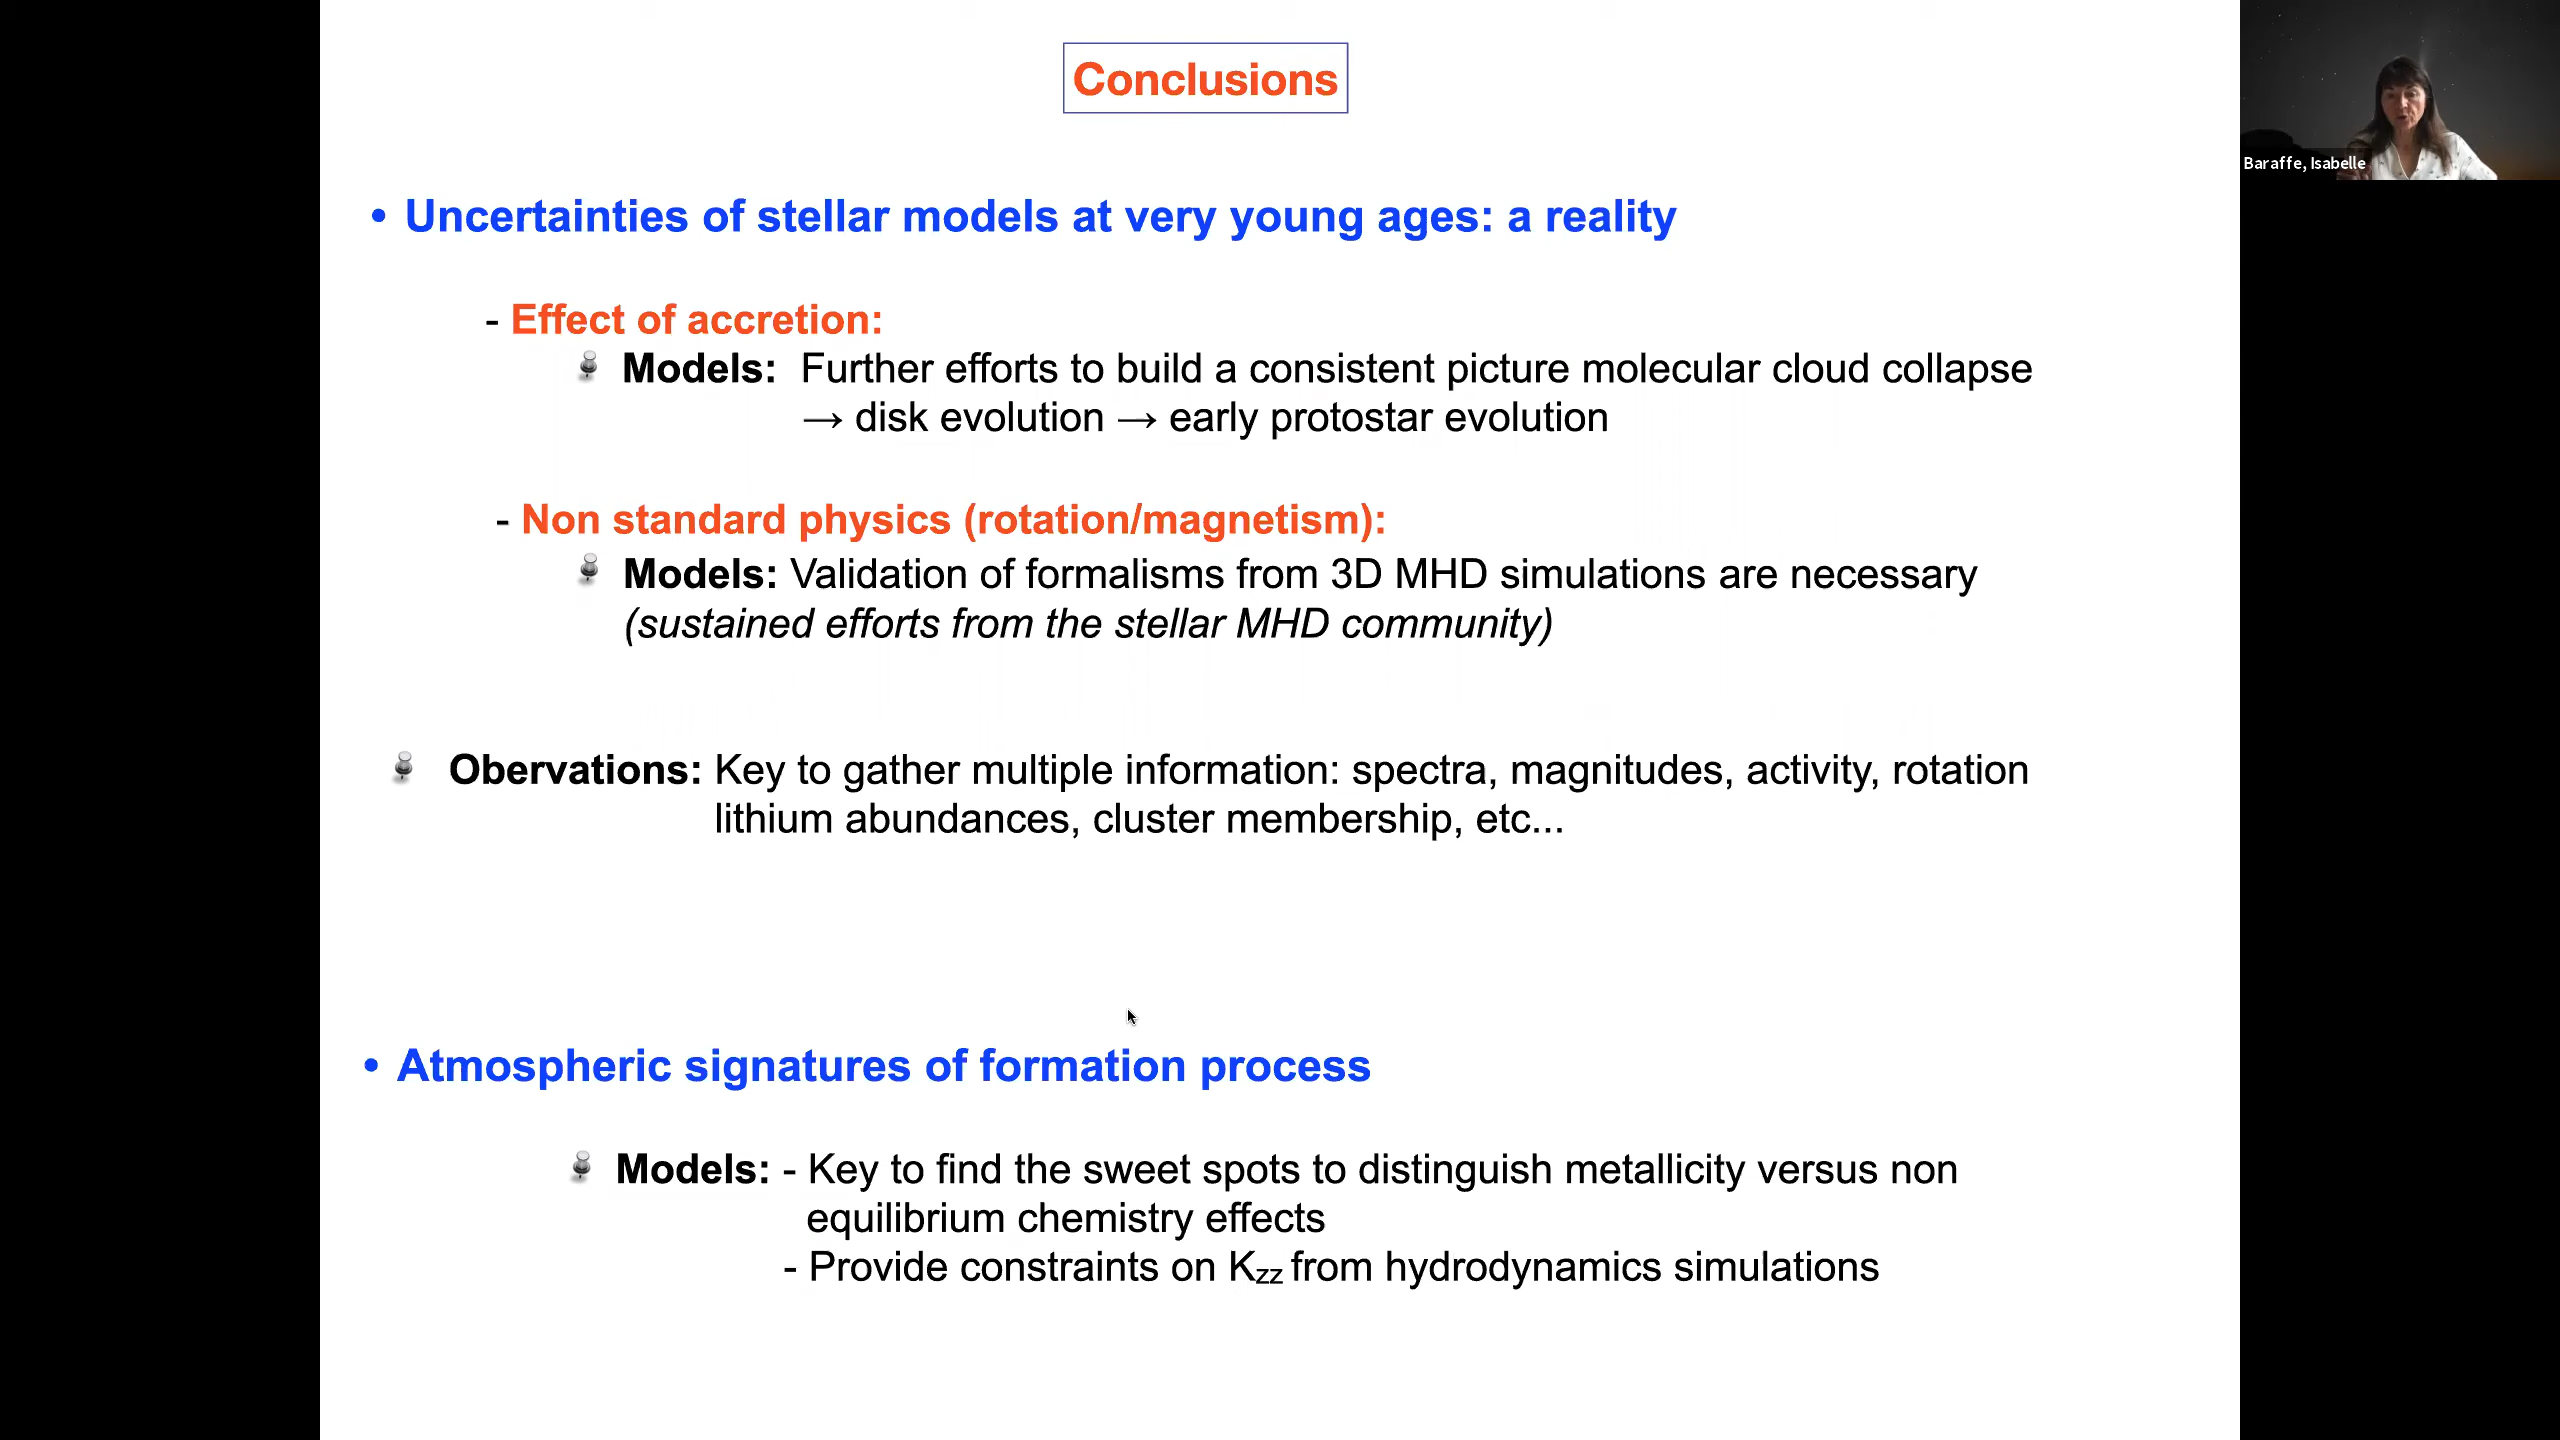 Conclusions
Baraffe, Isabelle
• Uncertainties of stellar models at very young ages: a reality
- Effect of accretion:
Models: Further efforts to build a consistent picture molecular cloud collapse
→ disk evolution → early protostar evolution
- Non standard physics (rotation/magnetism):
Models: Validation of formalisms from 3D MHD simulations are necessary
(sustained efforts from the stellar MHD community)
Obervations: Key to gather multiple information: spectra, magnitudes, activity, rotation
lithium abundances, cluster membership, etc...
• Atmospheric signatures of formation process
Models: - Key to find the sweet spots to distinguish metallicity versus non
equilibrium chemistry effects
- Provide constraints on Kzz from hydrodynamics simulations